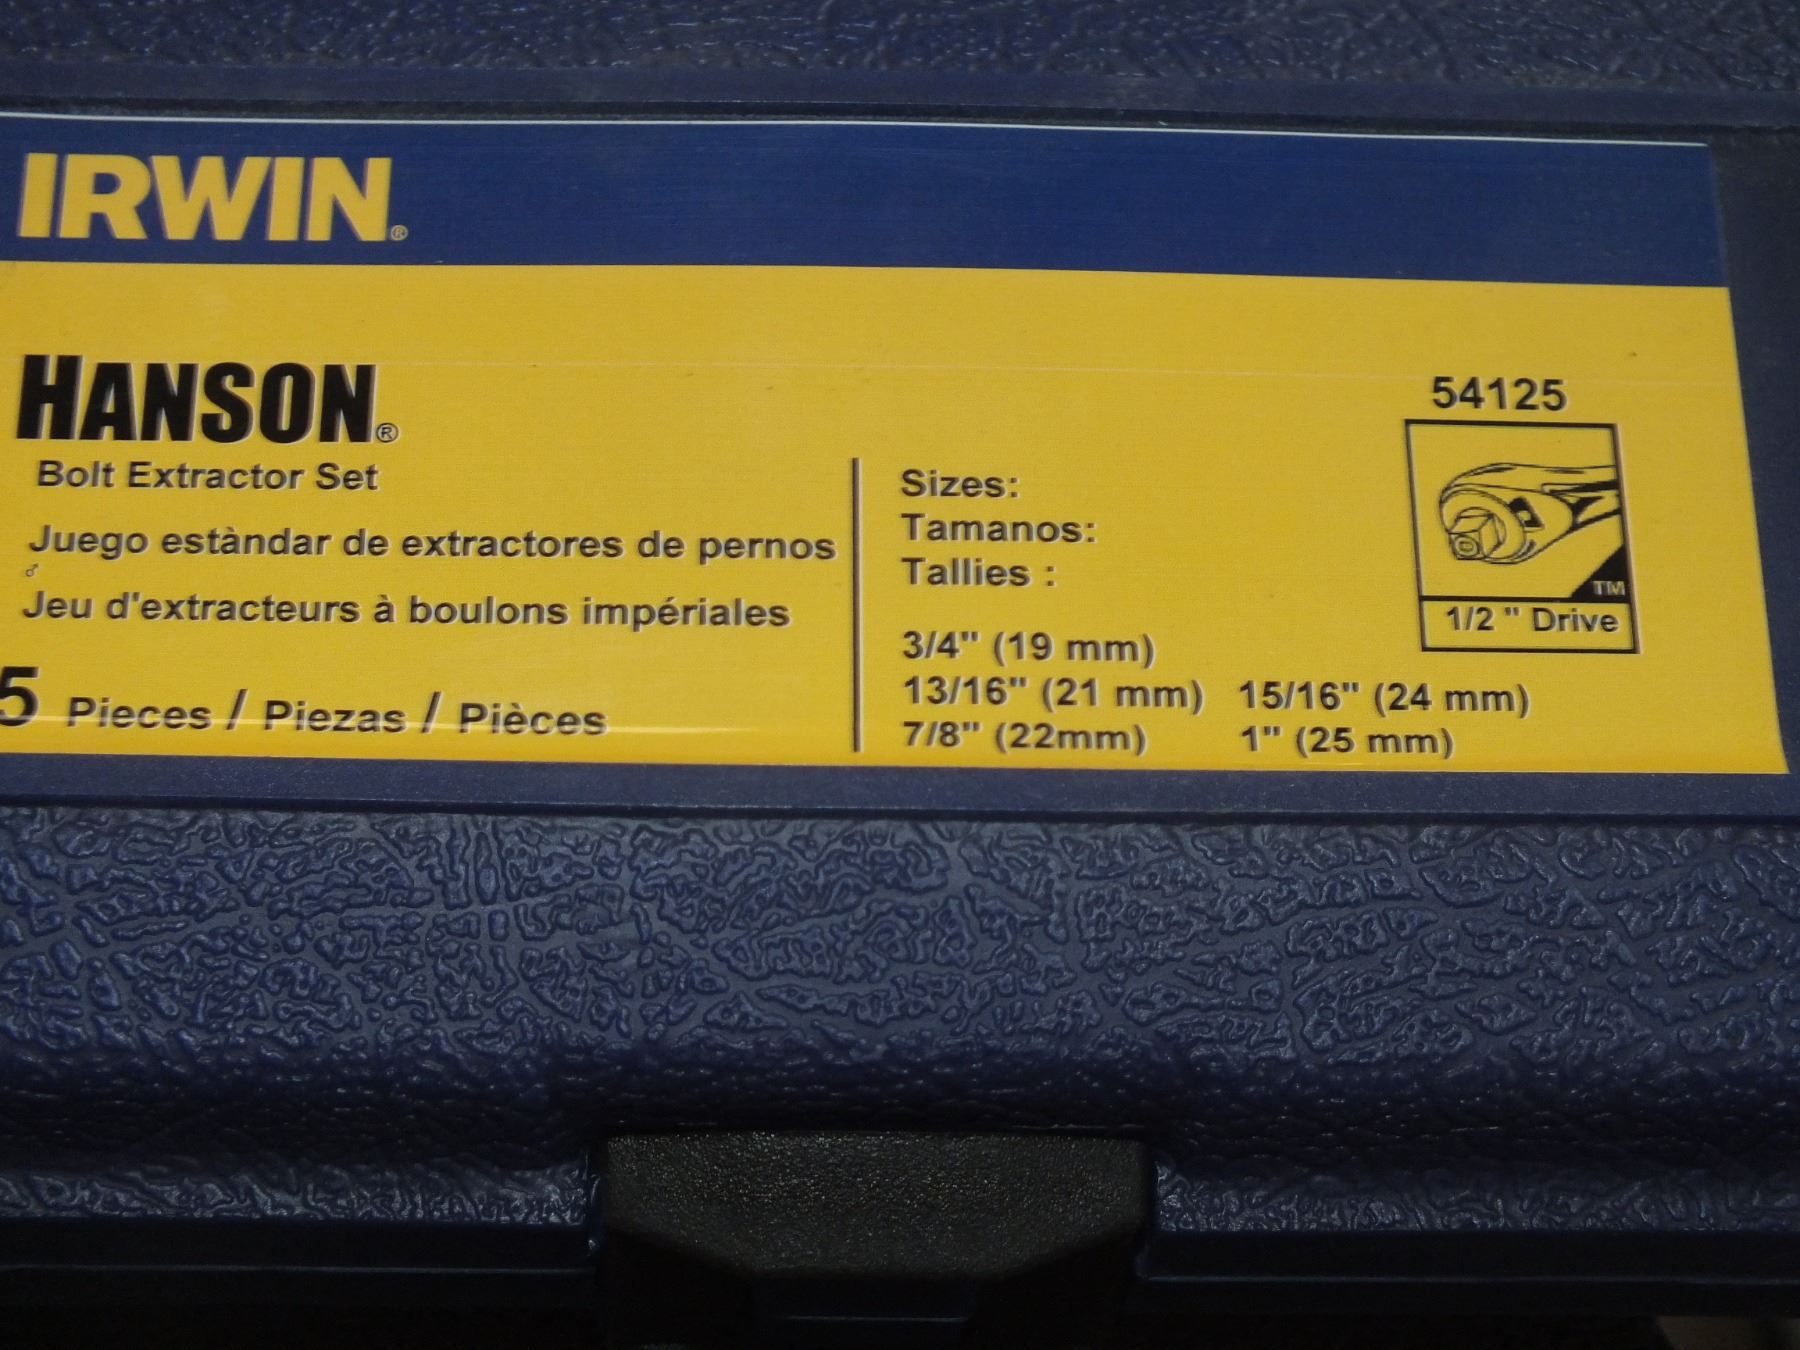 IRWIN®
HANSON®
Bolt Extractor Set
Juego estàndar de extractores de pernos
♂
Jeu d'extracteurs à boulons impériales
5 Pieces / Piezas / Pièces
Sizes:
Tamanos:
Tallies :
3/4" (19 mm)
13/16" (21 mm) 15/16" (24 mm)
7/8" (22mm) 1" (25 mm)
54125
TM
1/2 " Drive